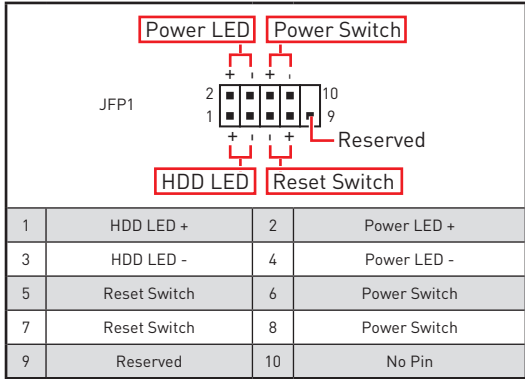 Power LED Power Switch
+ - + -
JFP1
2 10
1 9
+ - - +
Reserved
HDD LED Reset Switch
1 HDD LED + 2 Power LED +
3 HDD LED - 4 Power LED -
5 Reset Switch 6 Power Switch
7 Reset Switch 8 Power Switch
9 Reserved 10 No Pin